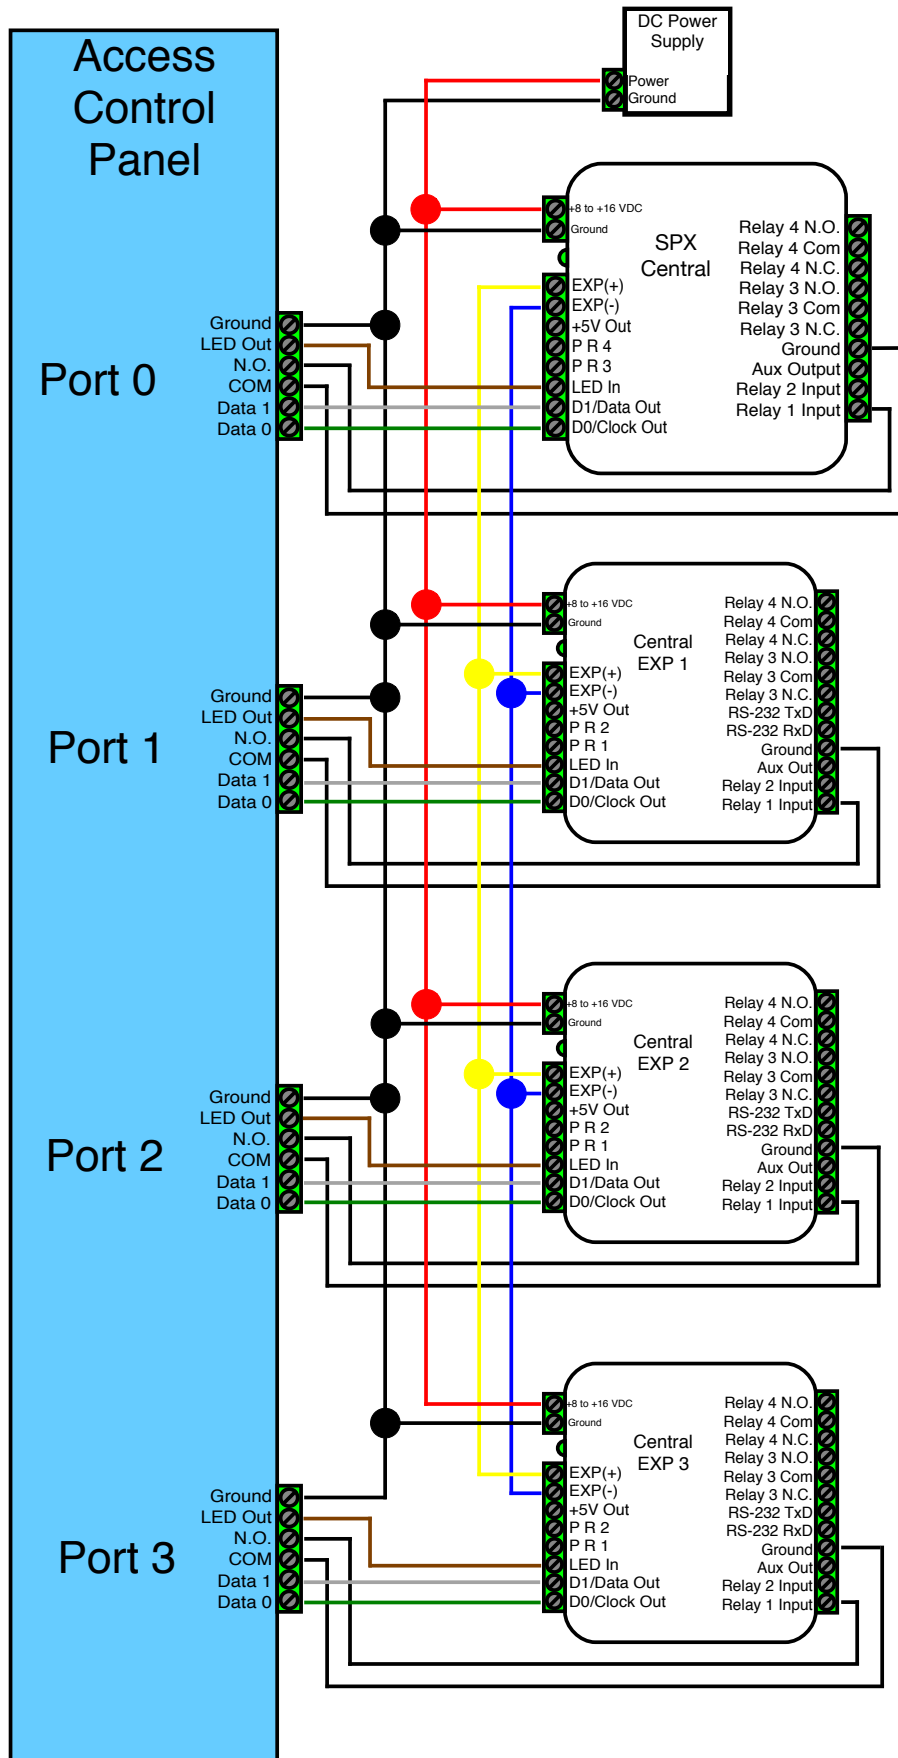 Access
Control
Panel
DC Power
Supply
Power
Ground
SPX
Central
+8 to +16 VDC
Ground
EXP(+)
EXP(-)
+5V Out
P R 4
P R 3
LED In
D1/Data Out
D0/Clock Out
Relay 4 N.O.
Relay 4 Com
Relay 4 N.C.
Relay 3 N.O.
Relay 3 Com
Relay 3 N.C.
Ground
Aux Output
Relay 2 Input
Relay 1 Input
Port 0
Ground
LED Out
N.O.
COM
Data 1
Data 0
Central
EXP 1
+8 to +16 VDC
Ground
EXP(+)
EXP(-)
+5V Out
P R 2
P R 1
LED In
D1/Data Out
D0/Clock Out
Relay 4 N.O.
Relay 4 Com
Relay 4 N.C.
Relay 3 N.O.
Relay 3 Com
Relay 3 N.C.
RS-232 TxD
RS-232 RxD
Ground
Aux Out
Relay 2 Input
Relay 1 Input
Port 1
Ground
LED Out
N.O.
COM
Data 1
Data 0
Central
EXP 2
+8 to +16 VDC
Ground
EXP(+)
EXP(-)
+5V Out
P R 2
P R 1
LED In
D1/Data Out
D0/Clock Out
Relay 4 N.O.
Relay 4 Com
Relay 4 N.C.
Relay 3 N.O.
Relay 3 Com
Relay 3 N.C.
RS-232 TxD
RS-232 RxD
Ground
Aux Out
Relay 2 Input
Relay 1 Input
Port 2
Ground
LED Out
N.O.
COM
Data 1
Data 0
Central
EXP 3
+8 to +16 VDC
Ground
EXP(+)
EXP(-)
+5V Out
P R 2
P R 1
LED In
D1/Data Out
D0/Clock Out
Relay 4 N.O.
Relay 4 Com
Relay 4 N.C.
Relay 3 N.O.
Relay 3 Com
Relay 3 N.C.
RS-232 TxD
RS-232 RxD
Ground
Aux Out
Relay 2 Input
Relay 1 Input
Port 3
Ground
LED Out
N.O.
COM
Data 1
Data 0